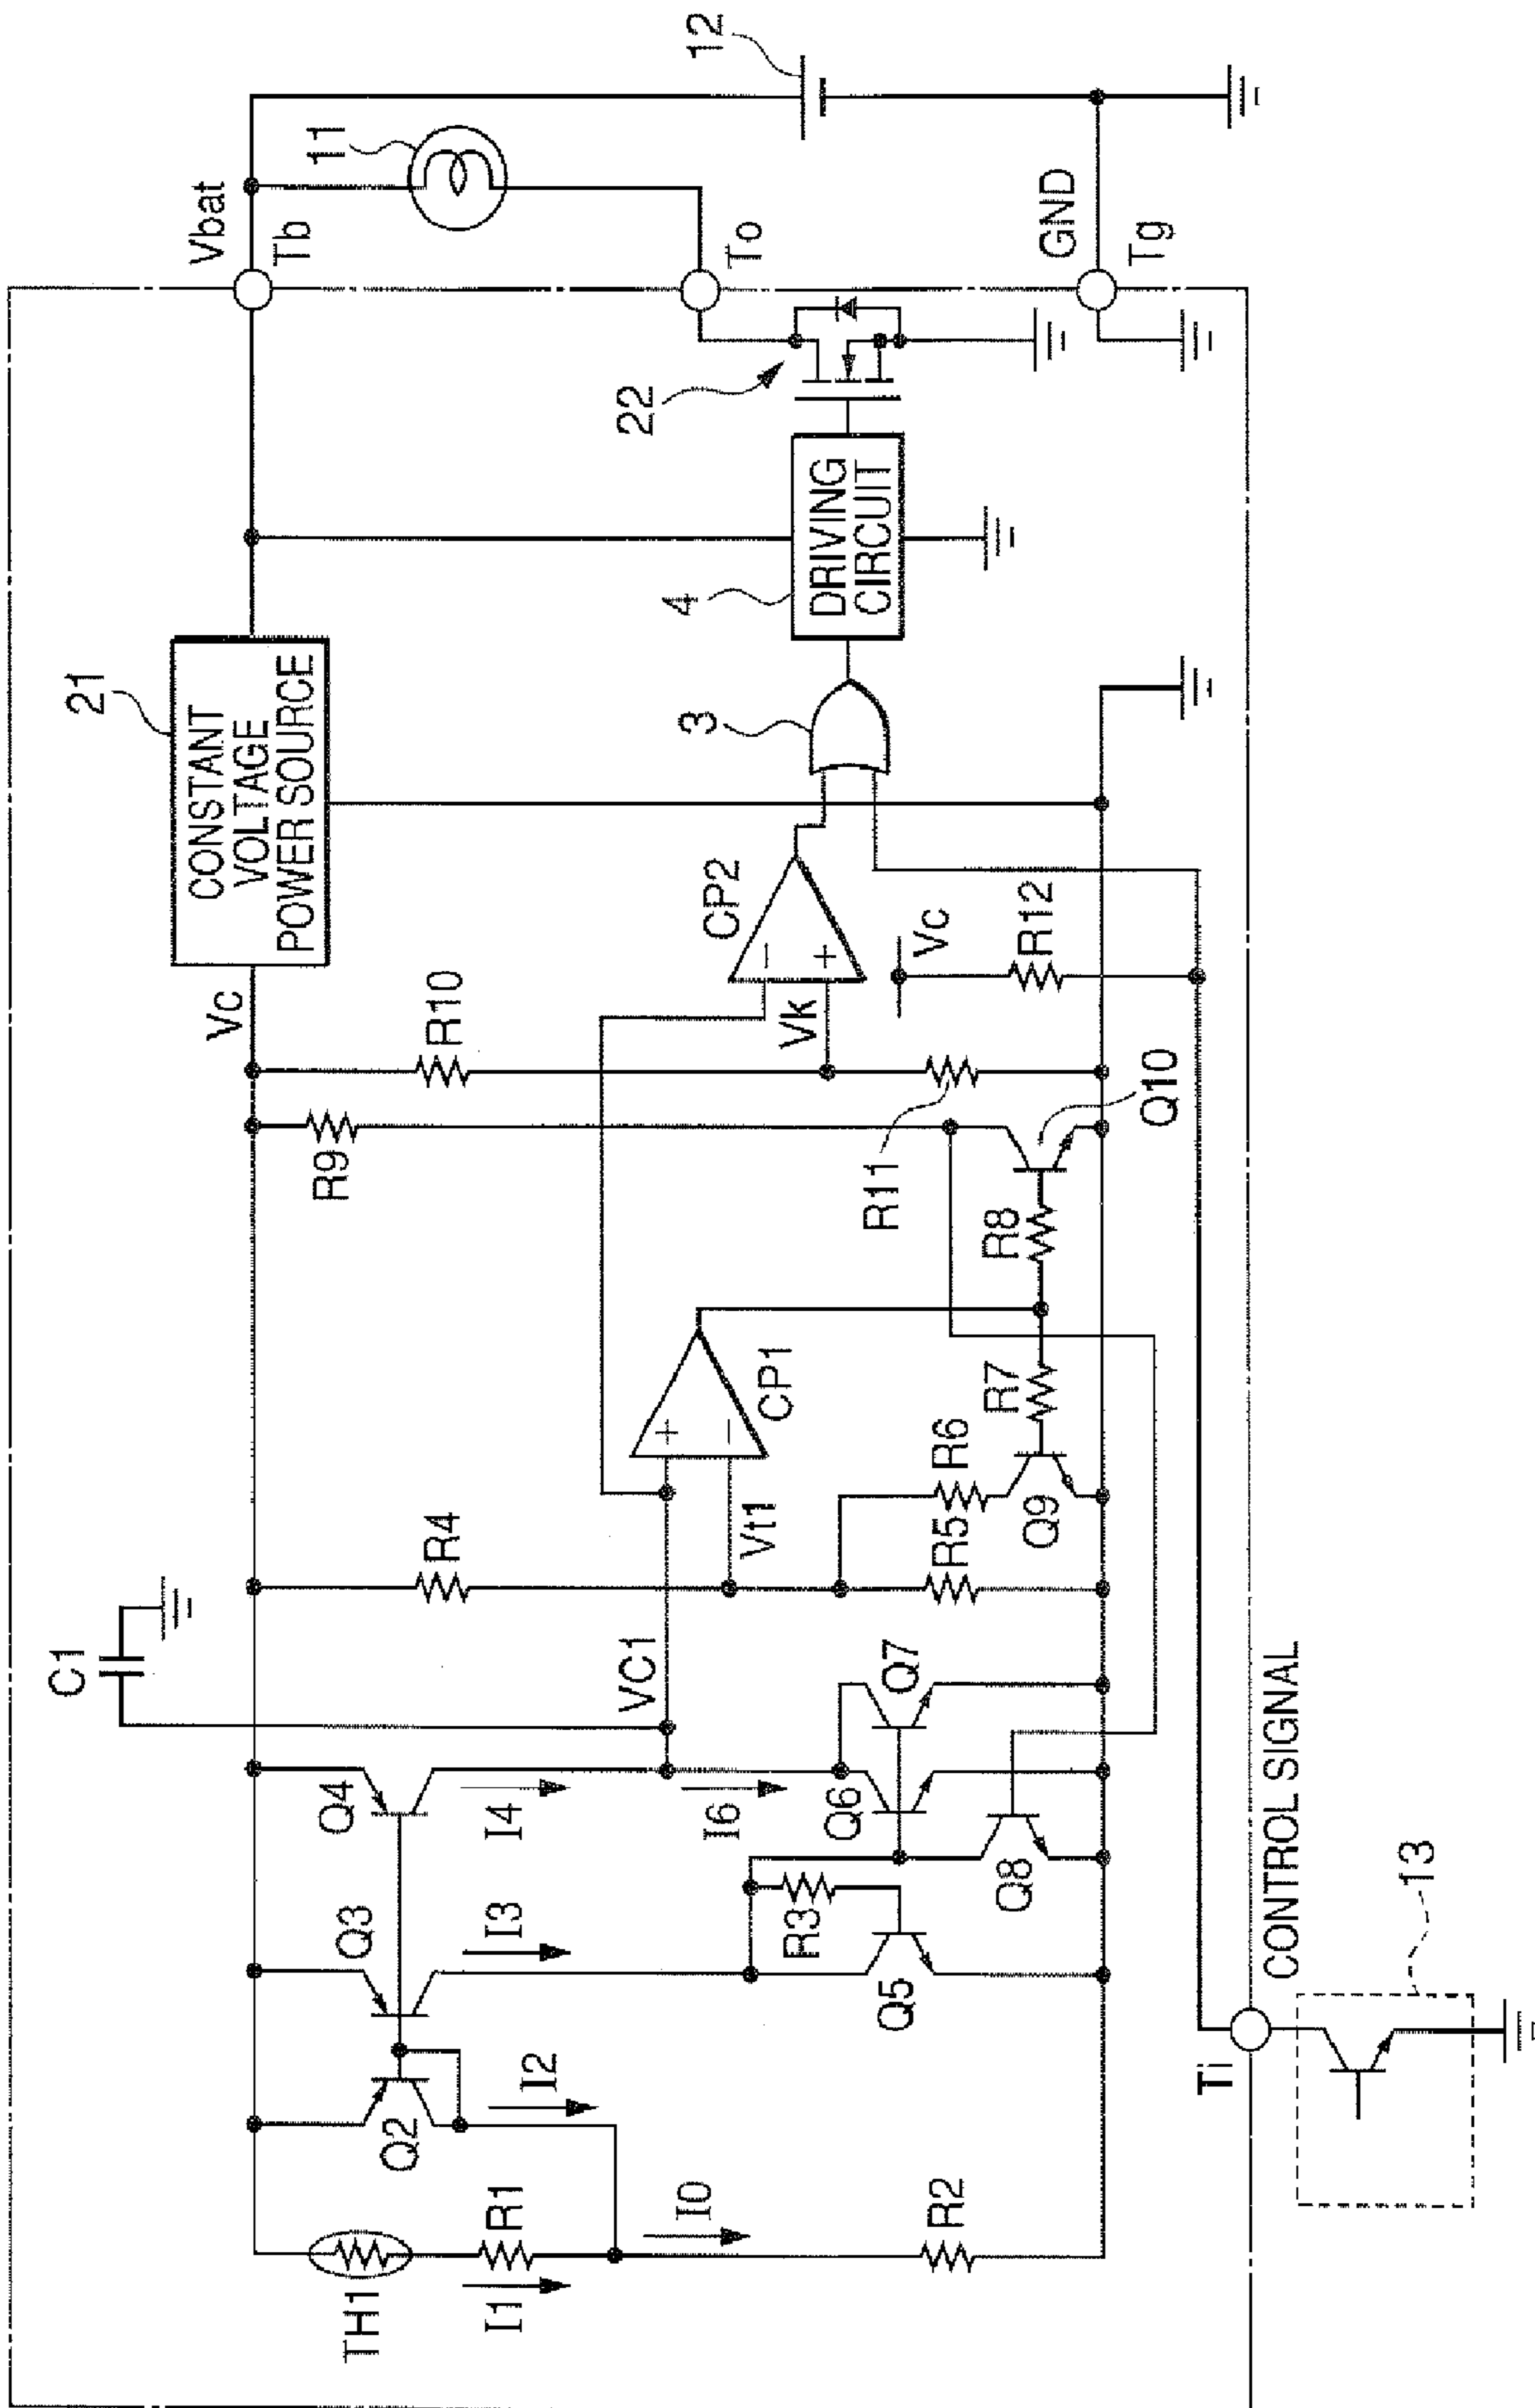 C1
CONSTANT
VOLTAGE
POWER SOURCE
21
Vc
Vbat
Tb
12
11
TH1
R1
I1
I0
R2
Q2
I2
Q3
I3
Q4
I4
I6
VC1
R4
Vt1
+
−
CP1
R9
R10
−
+
CP2
Vk
R11
3
4
DRIVING
CIRCUIT
22
To
GND
Tg
R3
Q5
Q6
Q7
Q8
R5
R6
Q9
R7
R8
Q10
Vc
R12
Ti
CONTROL SIGNAL
13